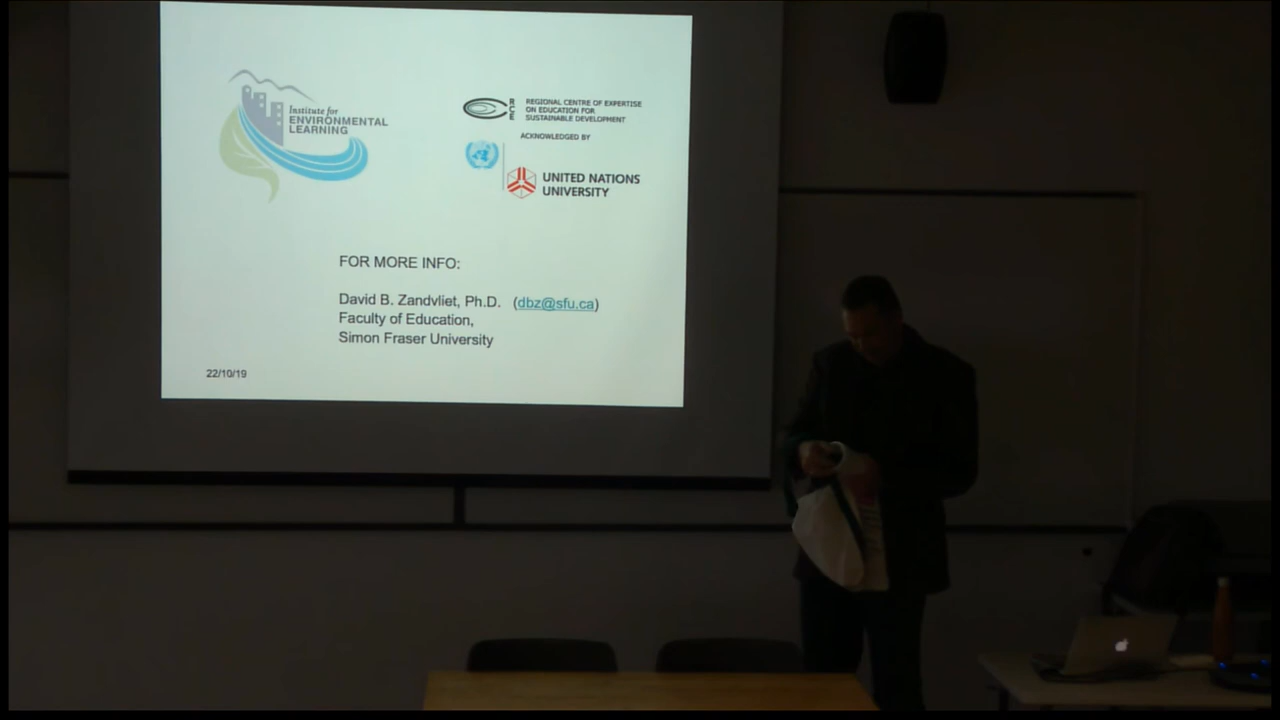 Institute for
ENVIRONMENTAL
LEARNING
RCE
REGIONAL CENTRE OF EXPERTISE
ON EDUCATION FOR
SUSTAINABLE DEVELOPMENT
ACKNOWLEDGED BY
UNITED NATIONS
UNIVERSITY
FOR MORE INFO:
David B. Zandvliet, Ph.D. (dbz@sfu.ca)
Faculty of Education,
Simon Fraser University
22/10/19